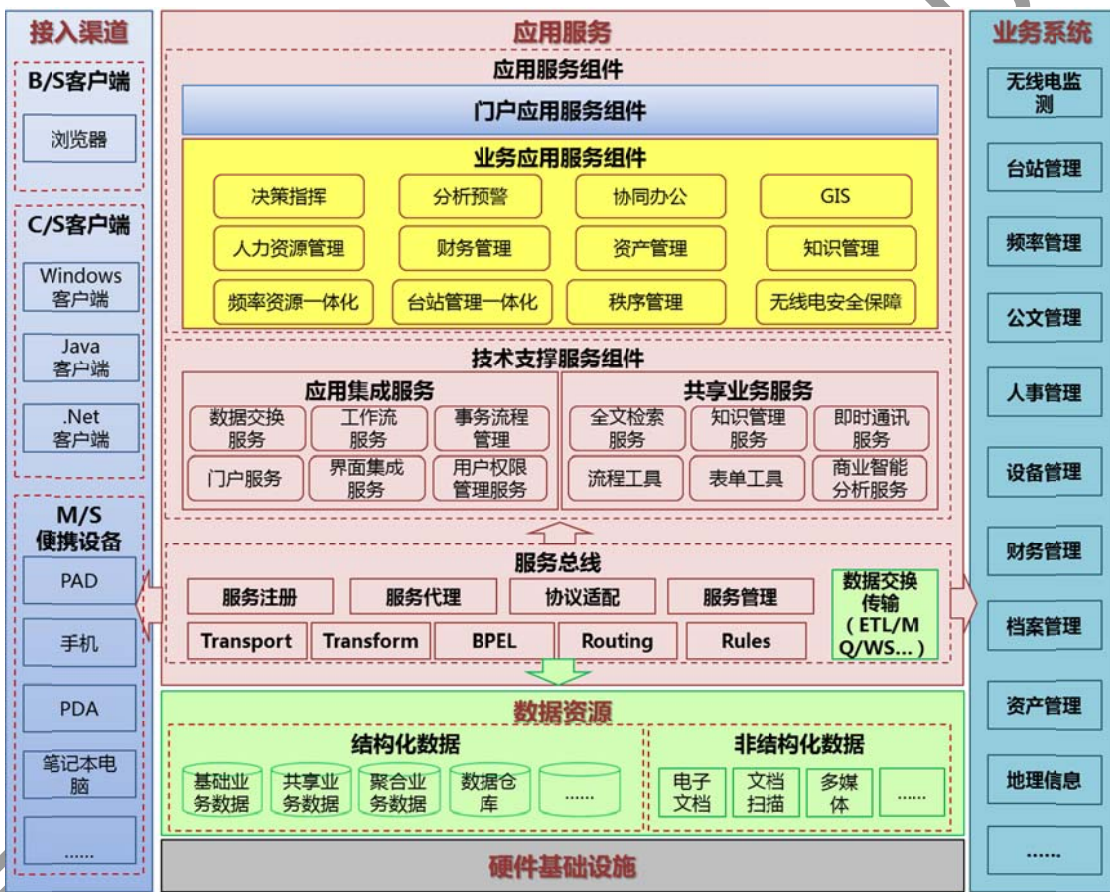 接入渠道
B/S客户端
浏览器
C/S客户端
Windows
客户端
Java
客户端
.Net
客户端
M/S
便携设备
PAD
手机
PDA
笔记本电
脑
......
应用服务
应用服务组件
门户应用服务组件
业务应用服务组件
决策指挥
分析预警
协同办公
GIS
人力资源管理
财务管理
资产管理
知识管理
频率资源一体化
台站管理一体化
秩序管理
无线电安全保障
技术支撑服务组件
应用集成服务
数据交换
服务
工作流
服务
事务流程
管理
门户服务
界面集成
服务
用户权限
管理服务
共享业务服务
全文检索
服务
知识管理
服务
即时通讯
服务
流程工具
表单工具
商业智能
分析服务
服务总线
服务注册
服务代理
协议适配
服务管理
Transport
Transform
BPEL
Routing
Rules
数据交换
传输
（ETL/M
Q/WS...）
数据资源
结构化数据
基础业
务数据
共享业
务数据
聚合业
务数据
数据仓
库
......
非结构化数据
电子
文档
文档
扫描
多媒
体
......
硬件基础设施
业务系统
无线电监
测
台站管理
频率管理
公文管理
人事管理
设备管理
财务管理
档案管理
资产管理
地理信息
......